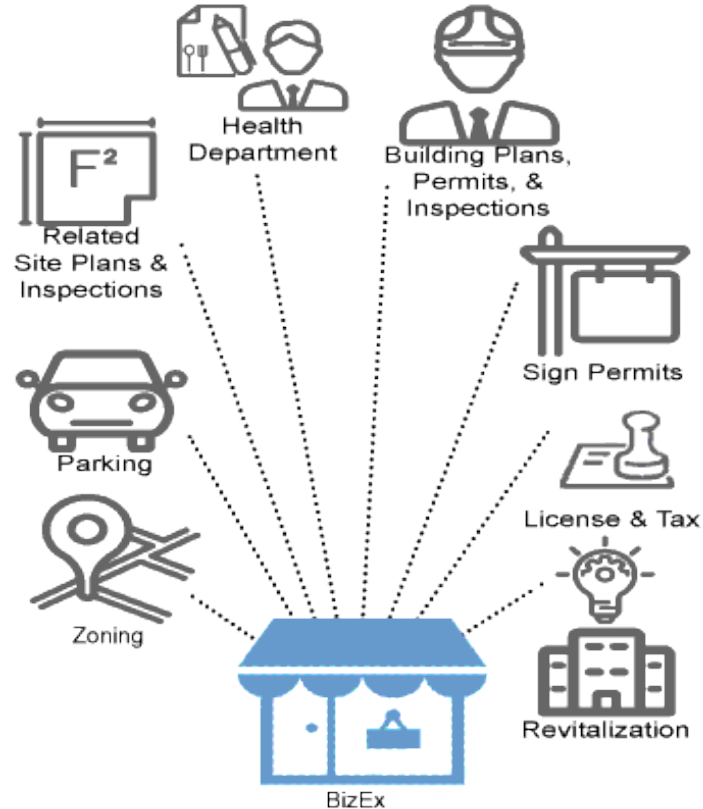 Health
Department
Building Plans,
Permits, &
Inspections
F²
Related
Site Plans &
Inspections
Sign Permits
Parking
License & Tax
Zoning
Revitalization
BizEx